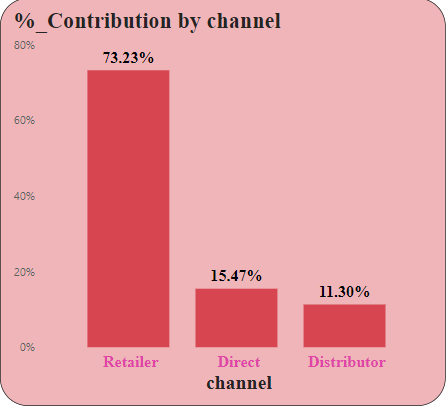 %_Contribution by channel
80%
73.23%
60%
40%
20%
15.47%
11.30%
0%
Retailer Direct Distributor
channel